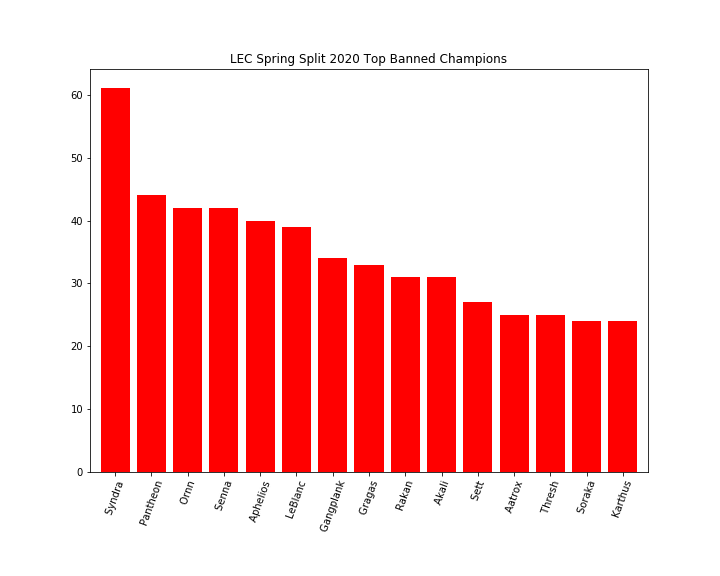 LEC Spring Split 2020 Top Banned Champions
60
50
40
30
20
10
0
Syndra
Pantheon
Ornn
Senna
Aphelios
LeBlanc
Gangplank
Gragas
Rakan
Akali
Sett
Aatrox
Thresh
Soraka
Karthus